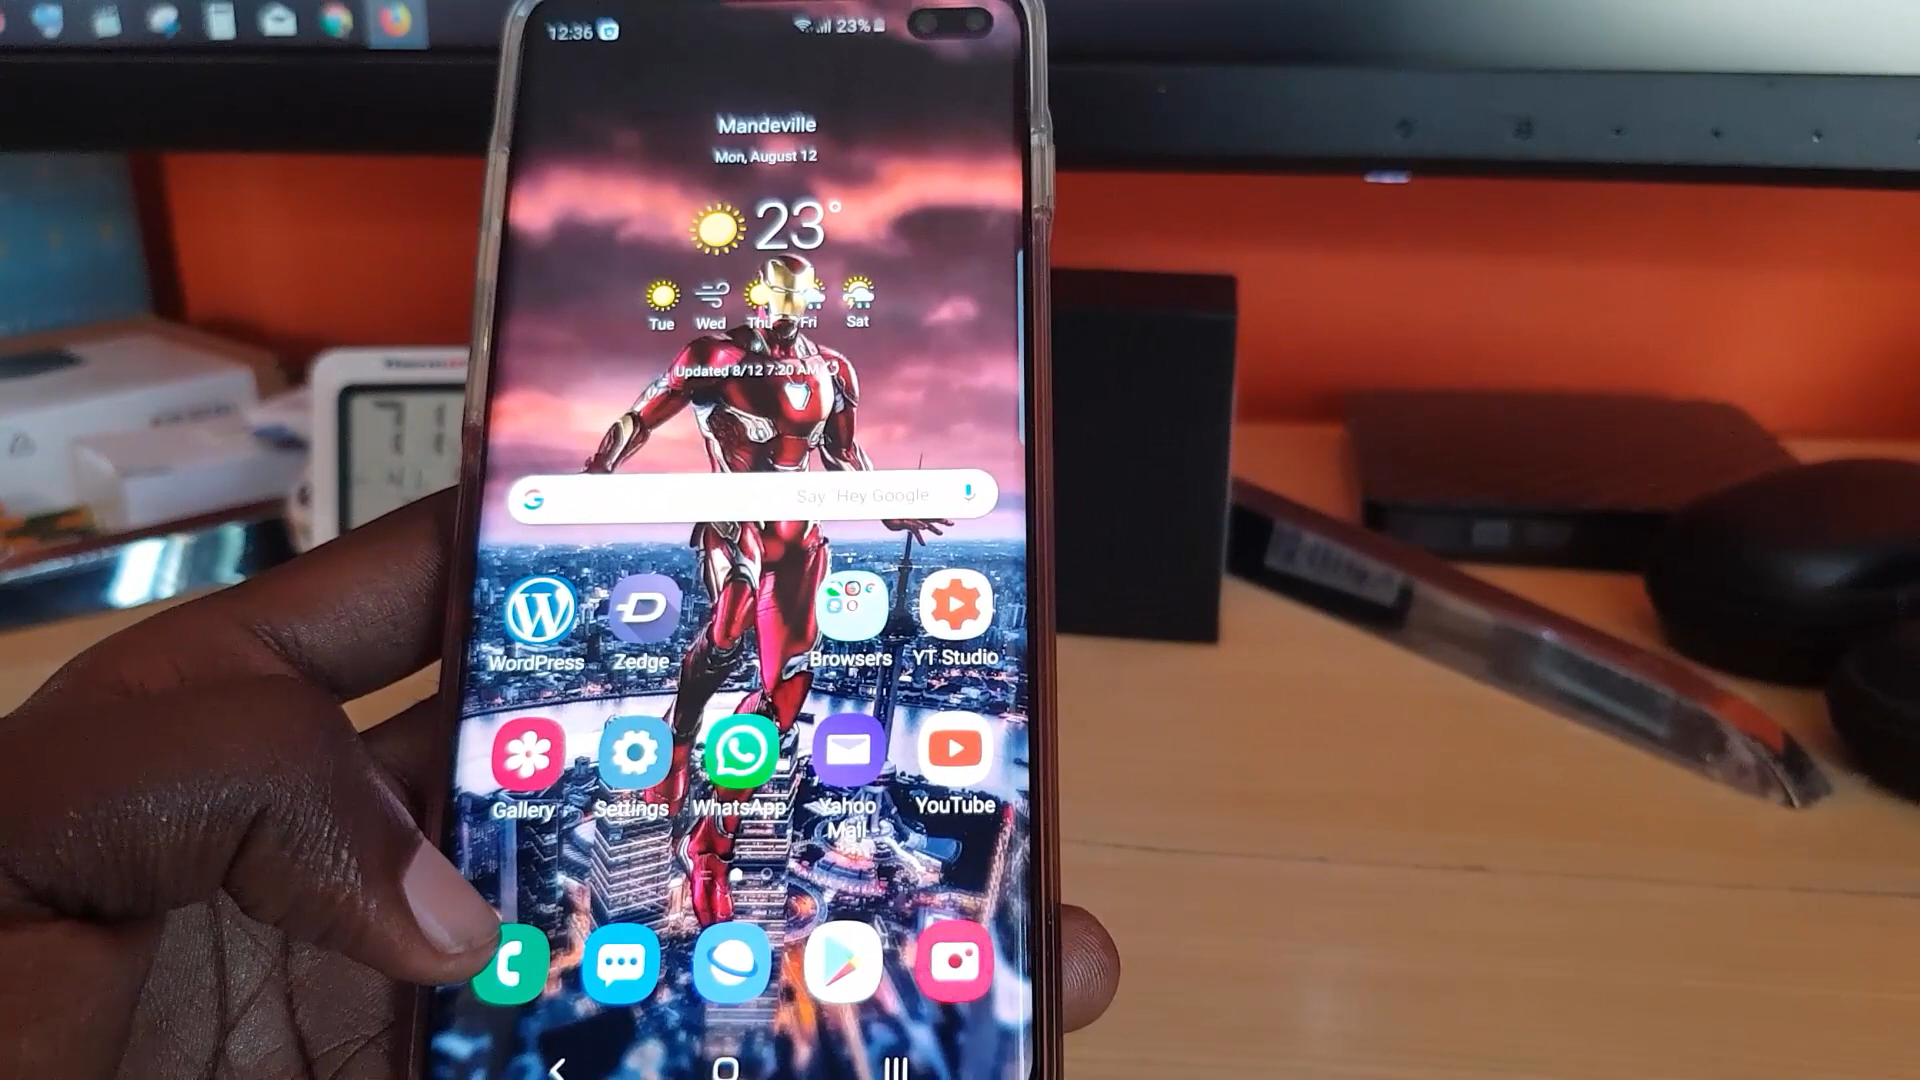 12:36
23%
Mandeville
Mon, August 12
23°
Tue Wed Thu Fri Sat
Updated 8/12 7:20 AM
G Say "Hey Google
WordPress Zedge Browsers YT Studio
Gallery Settings WhatsApp Yahoo Mail YouTube